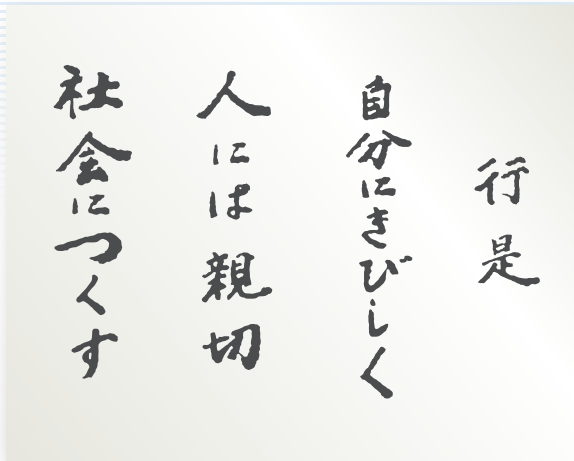 行是
自分にきびしく
人には親切
社会につくす